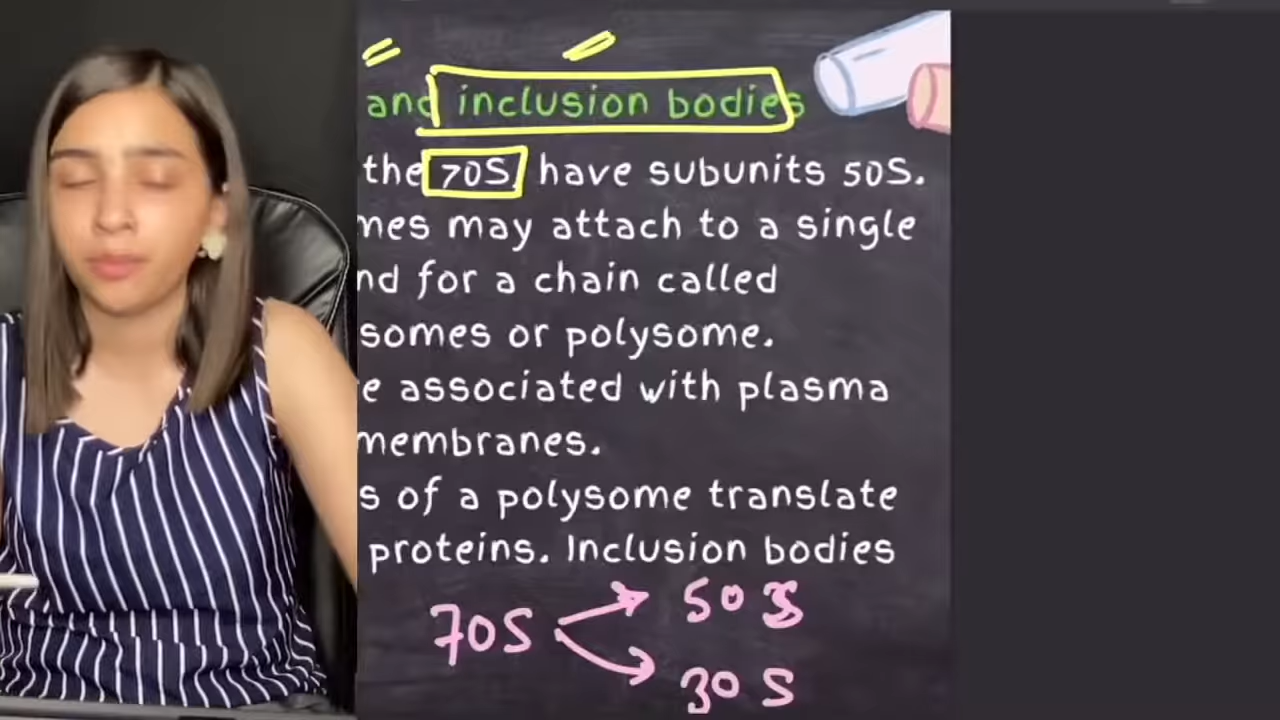 and inclusion bodies
the 70S, have subunits 50S.
mes may attach to a single
nd for a chain called
somes or polysome.
e associated with plasma
membranes.
s of a polysome translate
proteins. Inclusion bodies
70S 50S
30S